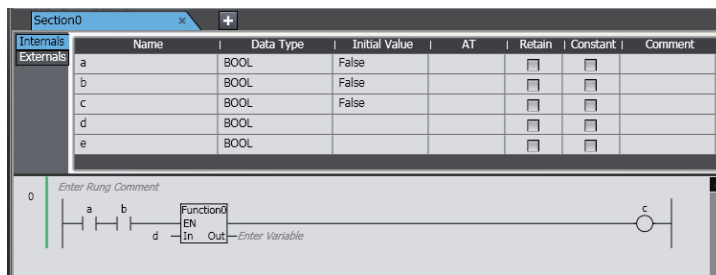 Section0 × +
Internals Name Data Type Initial Value AT Retain Constant Comment
Externals
a BOOL False
b BOOL False
c BOOL False
d BOOL
e BOOL
0 Enter Rung Comment
a b Function0 c
EN
d In Out Enter Variable